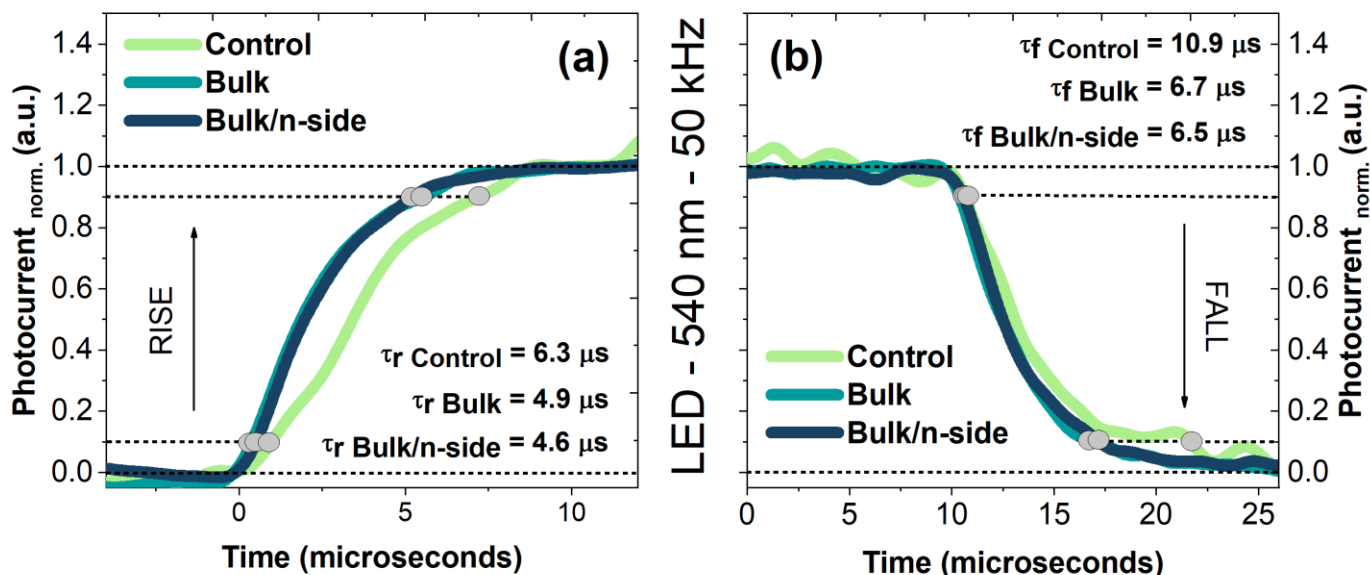 Photocurrent norm. (a.u.)
1.4
1.2
1.0
0.8
0.6
0.4
0.2
0.0
Control
Bulk
Bulk/n-side
(a)
RISE
τr Control = 6.3 μs
τr Bulk = 4.9 μs
τr Bulk/n-side = 4.6 μs
0 5 10
Time (microseconds)
LED - 540 nm - 50 kHz
(b)
τf Control = 10.9 μs
τf Bulk = 6.7 μs
τf Bulk/n-side = 6.5 μs
FALL
Control
Bulk
Bulk/n-side
0 5 10 15 20 25
Time (microseconds)
1.4
1.2
1.0
0.8
0.6
0.4
0.2
0.0
Photocurrent norm. (a.u.)